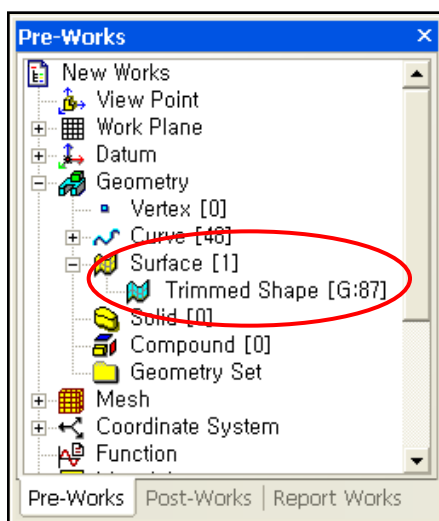 Pre-Works
New Works
View Point
Work Plane
Datum
Geometry
Vertex [0]
Curve [48]
Surface [1]
Trimmed Shape [G:87]
Solid [0]
Compound [0]
Geometry Set
Mesh
Coordinate System
Function
Pre-Works Post-Works Report Works